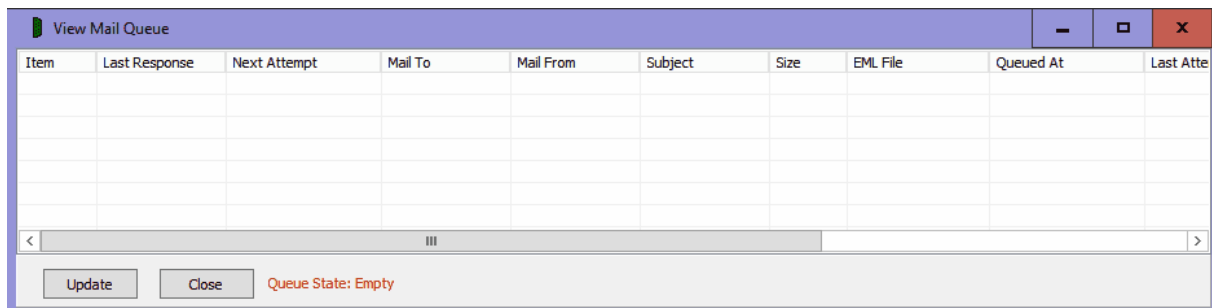 View Mail Queue
Item Last Response Next Attempt Mail To Mail From Subject Size EML File Queued At Last Atte
Update Close Queue State: Empty